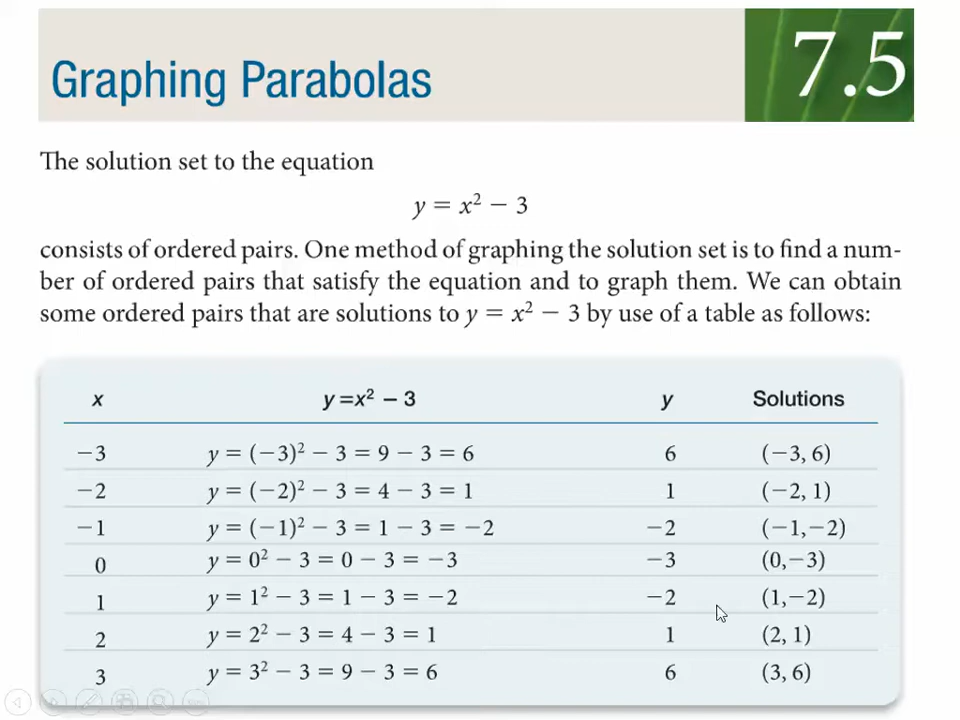 Graphing Parabolas
7.5
The solution set to the equation
y = x² − 3
consists of ordered pairs. One method of graphing the solution set is to find a num-
ber of ordered pairs that satisfy the equation and to graph them. We can obtain
some ordered pairs that are solutions to y = x² − 3 by use of a table as follows:
x y =x² − 3 y Solutions
−3 y = (−3)² − 3 = 9 − 3 = 6 6 (−3, 6)
−2 y = (−2)² − 3 = 4 − 3 = 1 1 (−2, 1)
−1 y = (−1)² − 3 = 1 − 3 = −2 −2 (−1,−2)
0 y = 0² − 3 = 0 − 3 = −3 −3 (0,−3)
1 y = 1² − 3 = 1 − 3 = −2 −2 (1,−2)
2 y = 2² − 3 = 4 − 3 = 1 1 (2, 1)
3 y = 3² − 3 = 9 − 3 = 6 6 (3, 6)